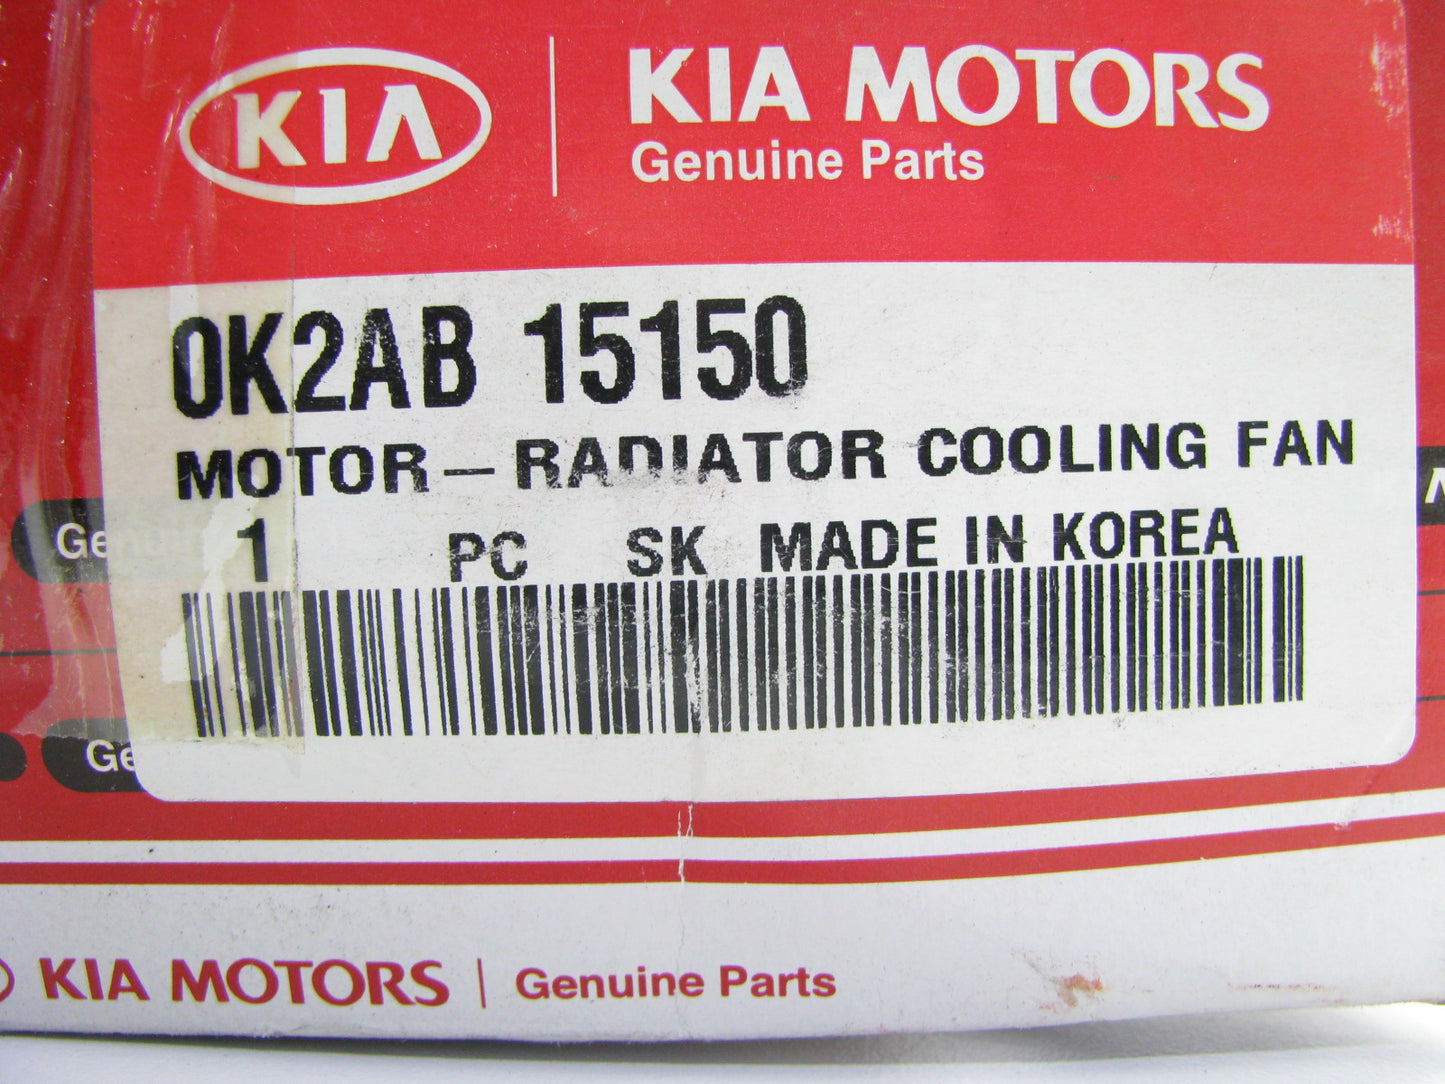 KIA
KIA MOTORS
Genuine Parts
0K2AB 15150
MOTOR-RADIATOR COOLING FAN
1 PC SK MADE IN KOREA
KIA MOTORS | Genuine Parts